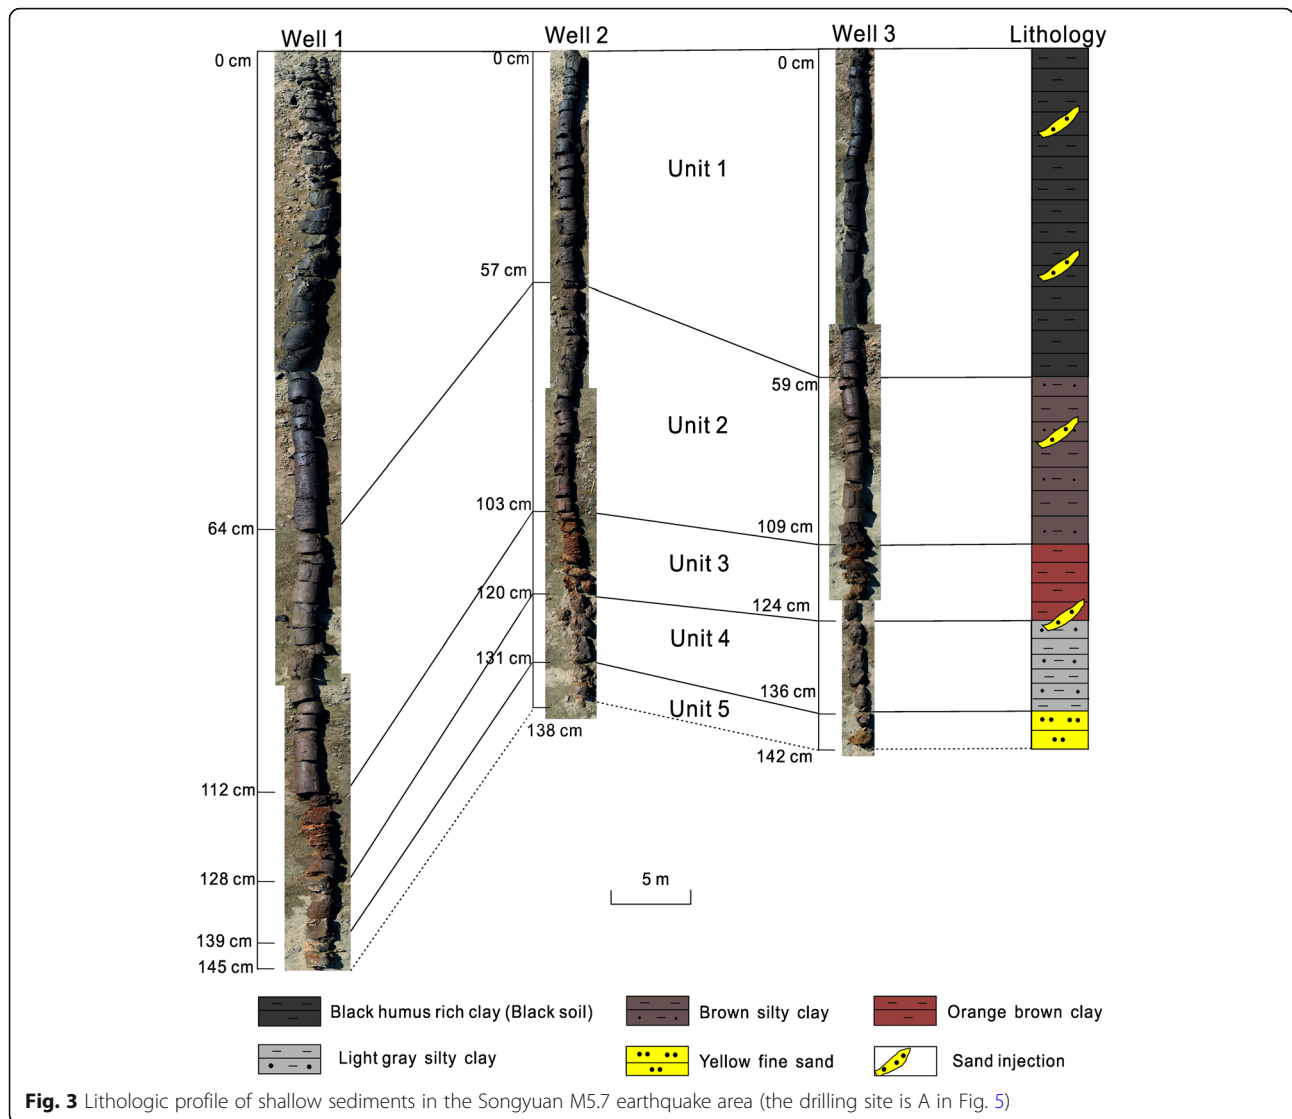 Well 1
Well 2
Well 3
Lithology
0 cm
0 cm
0 cm
Unit 1
57 cm
59 cm
Unit 2
64 cm
103 cm
109 cm
Unit 3
120 cm
124 cm
Unit 4
131 cm
136 cm
Unit 5
138 cm
142 cm
112 cm
128 cm
139 cm
145 cm
5 m
Black humus rich clay (Black soil)
Brown silty clay
Orange brown clay
Light gray silty clay
Yellow fine sand
Sand injection
Fig. 3 Lithologic profile of shallow sediments in the Songyuan M5.7 earthquake area (the drilling site is A in Fig. 5)